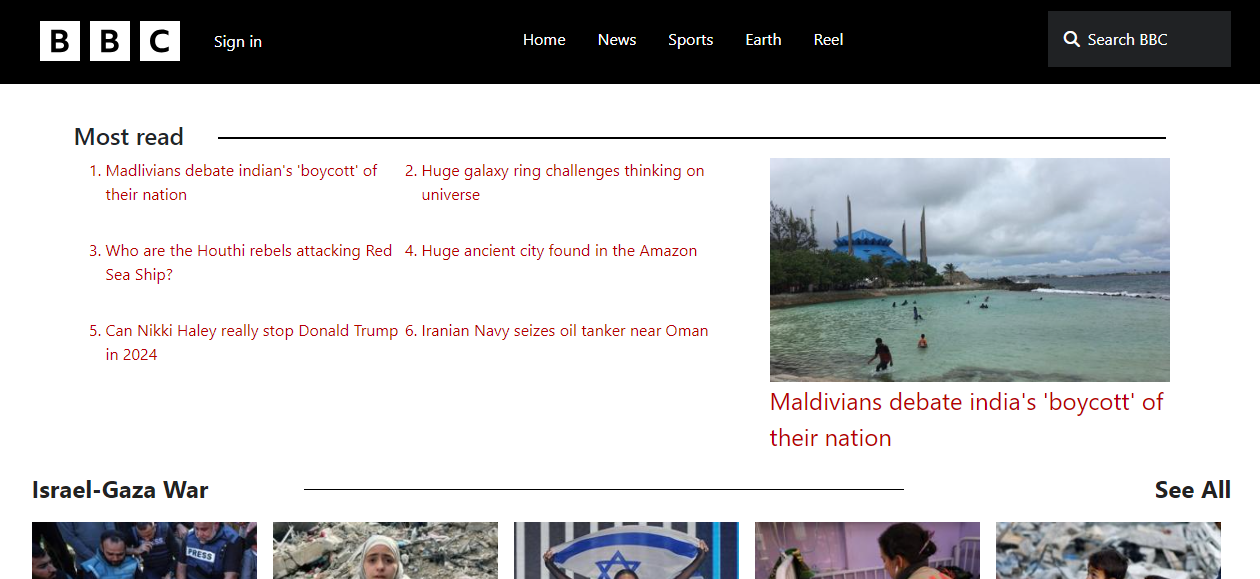 BBC
Sign in
Home News Sports Earth Reel
Search BBC
Most read
1. Madlivians debate indian's 'boycott' of
their nation
2. Huge galaxy ring challenges thinking on
universe
3. Who are the Houthi rebels attacking Red
Sea Ship?
4. Huge ancient city found in the Amazon
5. Can Nikki Haley really stop Donald Trump
in 2024
6. Iranian Navy seizes oil tanker near Oman
Maldivians debate india's 'boycott' of
their nation
Israel-Gaza War
See All
PRESS